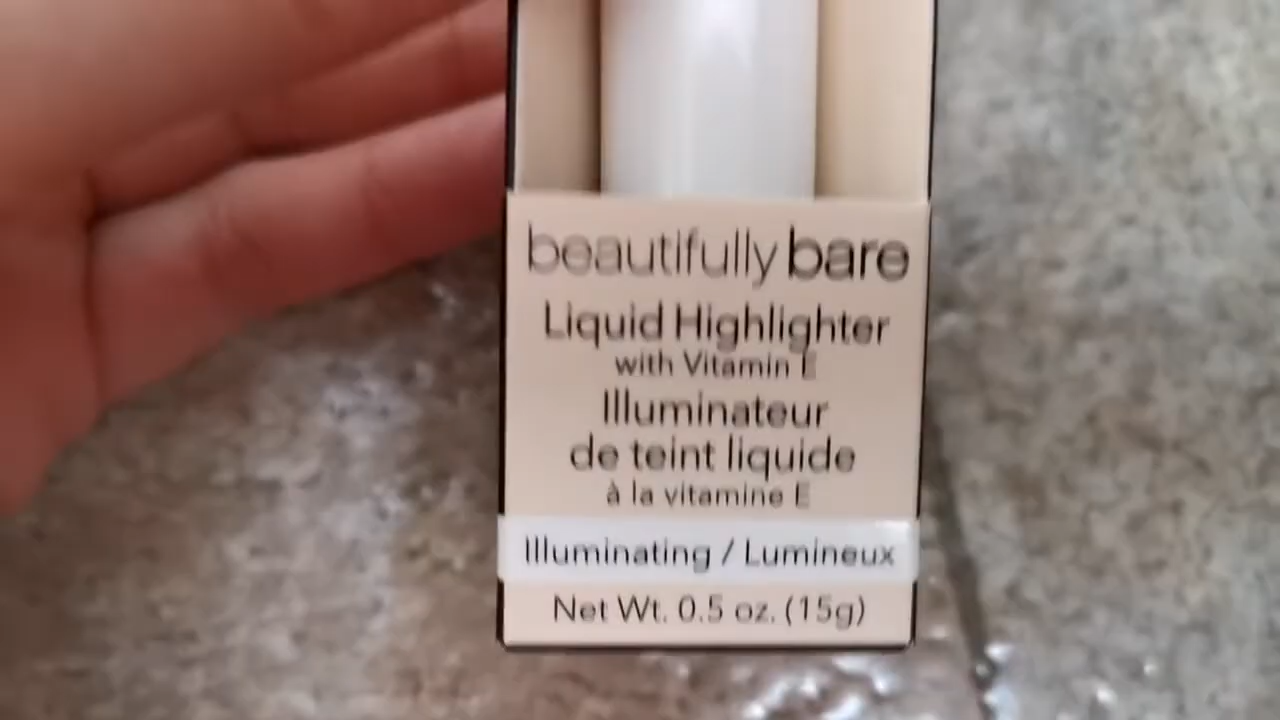 beautifully bare
Liquid Highlighter
with Vitamin E
Illuminateur
de teint liquide
à la vitamine E
Illuminating / Lumineux
Net Wt. 0.5 oz. (15g)